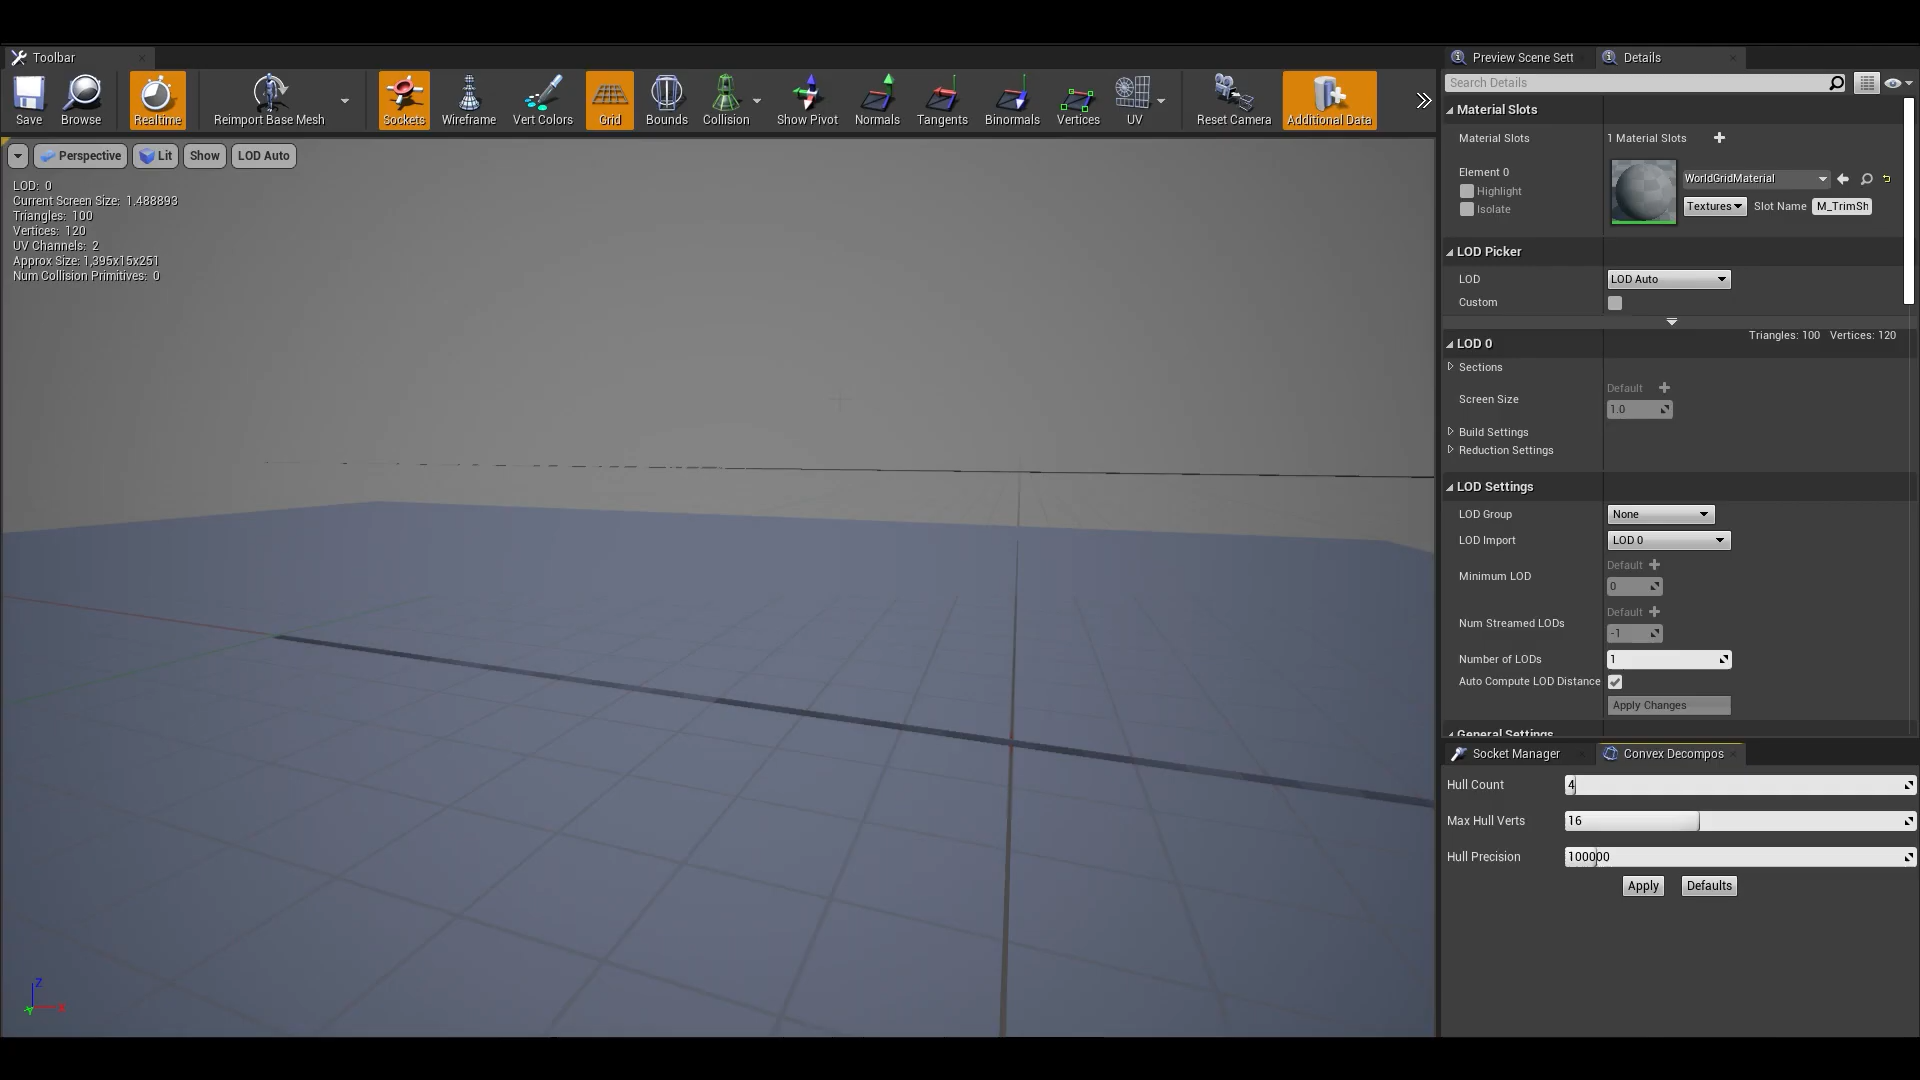 Toolbar
Save
Browse
Realtime
Reimport Base Mesh
Sockets
Wireframe
Vert Colors
Grid
Bounds
Collision
Show Pivot
Normals
Tangents
Binormals
Vertices
UV
Reset Camera
Additional Data
Perspective
Lit
Show
LOD Auto
LOD: 0
Current Screen Size: 1,488893
Triangles: 100
Vertices: 120
UV Channels: 2
Approx Size: 1,395x15x251
Num Collision Primitives: 0
Z
X
Y
Preview Scene Sett
Details
Search Details
Material Slots
Material Slots 1 Material Slots
Element 0
Highlight
Isolate
WorldGridMaterial
Textures Slot Name M_TrimSh
LOD Picker
LOD LOD Auto
Custom
LOD 0 Triangles: 100 Vertices: 120
Sections
Default
Screen Size
1.0
Build Settings
Reduction Settings
LOD Settings
LOD Group None
LOD Import LOD 0
Default
Minimum LOD
0
Default
Num Streamed LODs
-1
Number of LODs 1
Auto Compute LOD Distance
Apply Changes
General Settings
Socket Manager
Convex Decompos
Hull Count 4
Max Hull Verts 16
Hull Precision 100000
Apply
Defaults